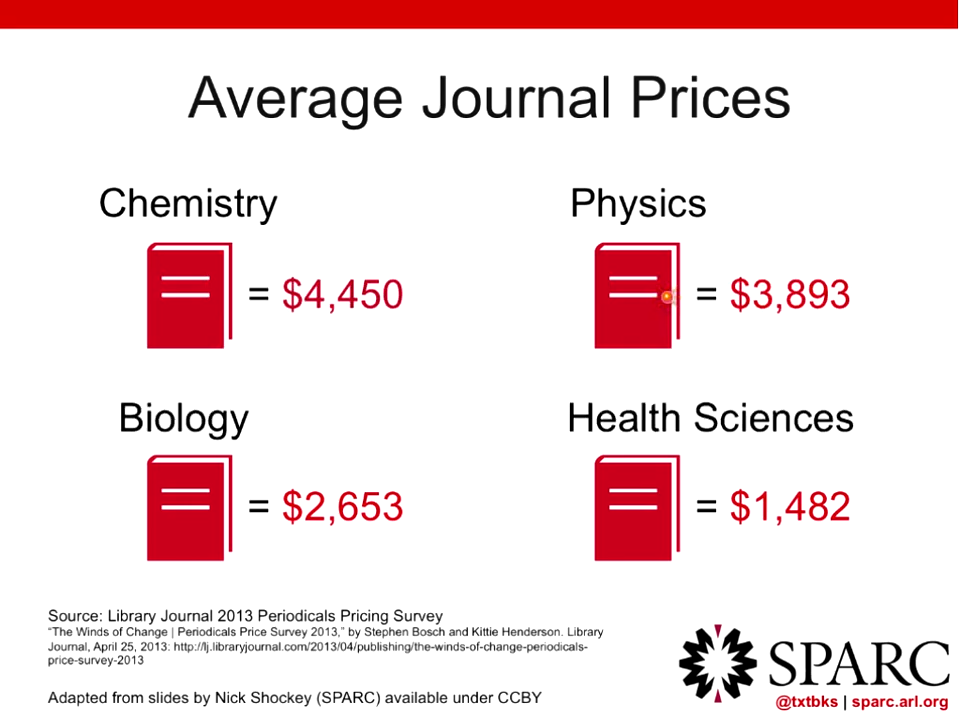 Average Journal Prices
Chemistry
Physics
= $4,450
= $3,893
Biology
Health Sciences
= $2,653
= $1,482
Source: Library Journal 2013 Periodicals Pricing Survey
“The Winds of Change | Periodicals Price Survey 2013,” by Stephen Bosch and Kittie Henderson. Library
Journal, April 25, 2013: http://lj.libraryjournal.com/2013/04/publishing/the-winds-of-change-periodicals-
price-survey-2013
Adapted from slides by Nick Shockey (SPARC) available under CCBY
SPARC
@txtbks | sparc.arl.org